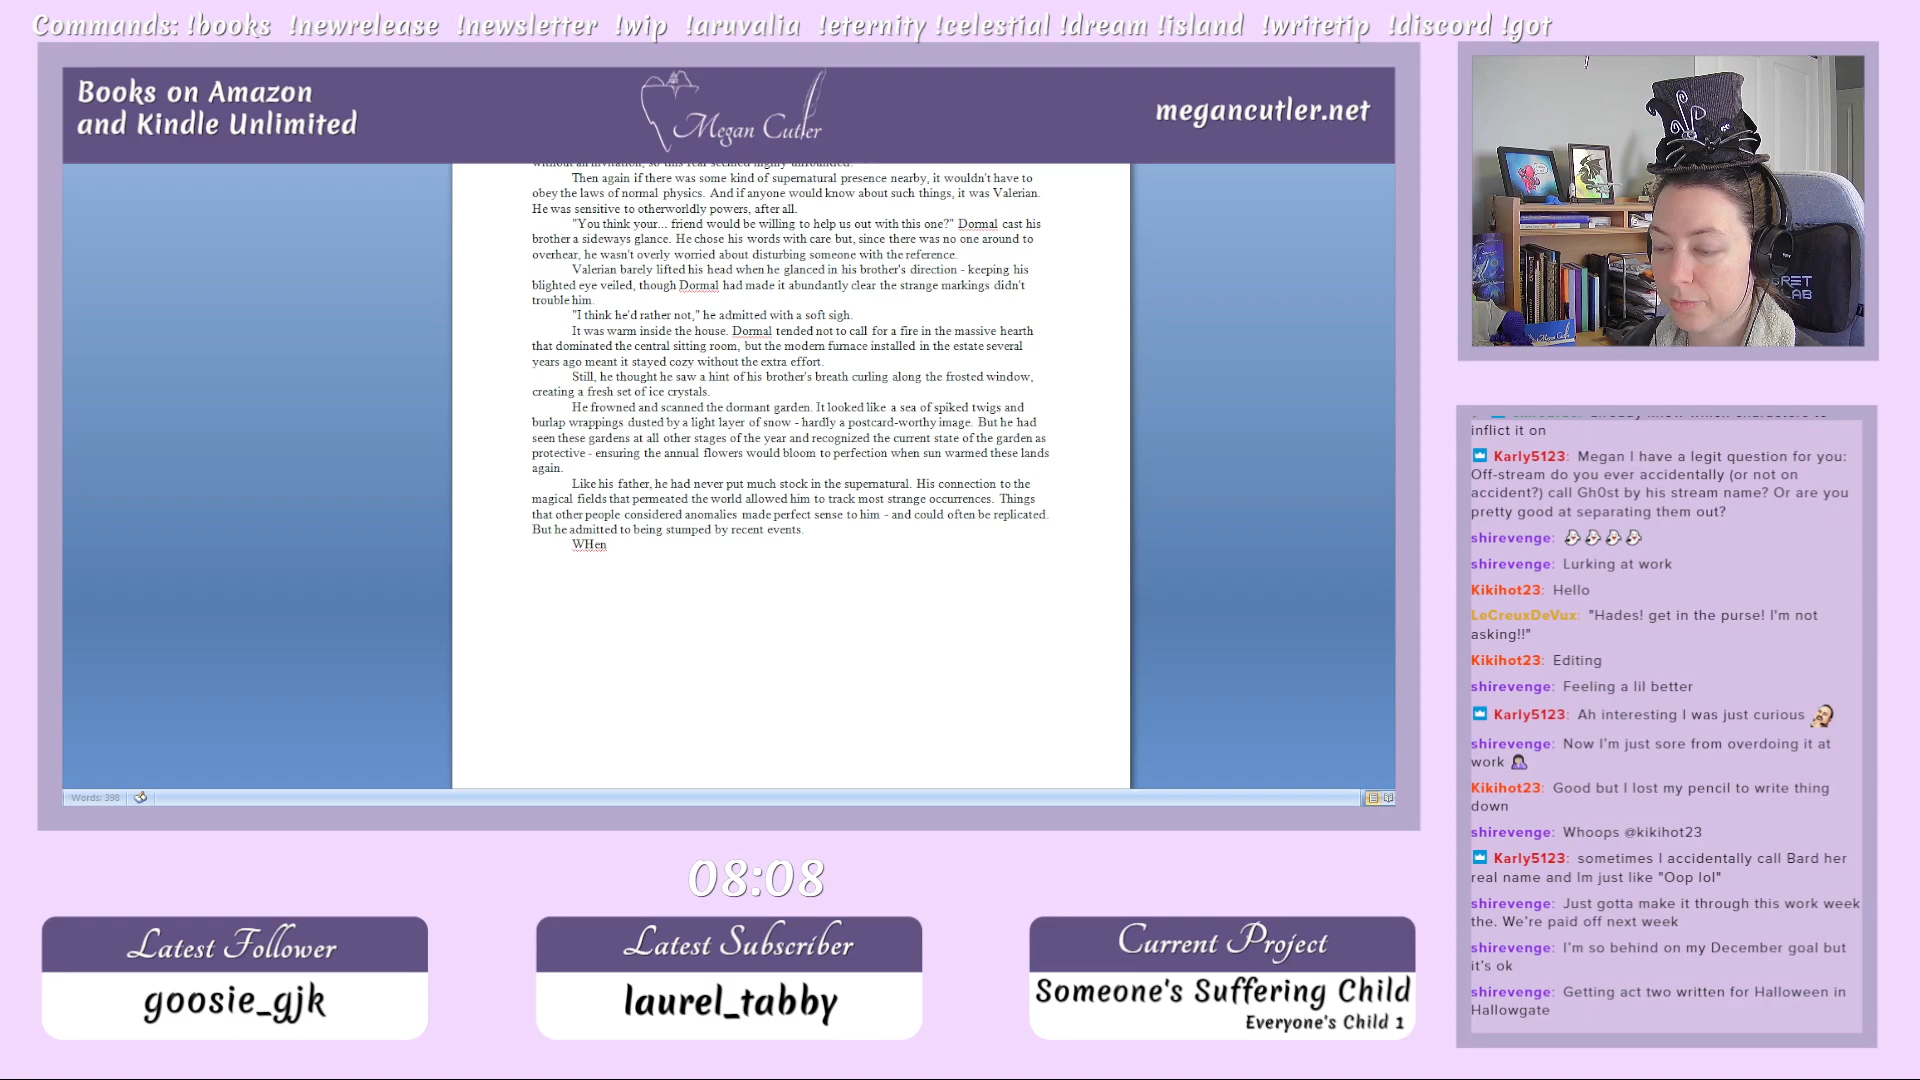 Commands: !books !newrelease !newsletter !wip !aruvalia !eternity !celestial !dream !island !writetip !discord !got
Books on Amazon
and Kindle Unlimited
Megan Cutler
megancutler.net
Then again if there was some kind of supernatural presence nearby, it wouldn't have to
obey the laws of normal physics. And if anyone would know about such things, it was Valerian.
He was sensitive to otherworldly powers, after all.
"You think your... friend would be willing to help us out with this one?" Dormal cast his
brother a sideways glance. He chose his words with care but, since there was no one around to
overhear, he wasn't overly worried about disturbing someone with the reference.
Valerian barely lifted his head when he glanced in his brother's direction - keeping his
blighted eye veiled, though Dormal had made it abundantly clear the strange markings didn't
trouble him.
"I think he'd rather not," he admitted with a soft sigh.
It was warm inside the house. Dormal tended not to call for a fire in the massive hearth
that dominated the central sitting room, but the modern furnace installed in the estate several
years ago meant it stayed cozy without the extra effort.
Still, he thought he saw a hint of his brother's breath curling along the frosted window,
creating a fresh set of ice crystals.
He frowned and scanned the dormant garden. It looked like a sea of spiked twigs and
burlap wrappings dusted by a light layer of snow - hardly a postcard-worthy image. But he had
seen these gardens at all other stages of the year and recognized the current state of the garden as
protective - ensuring the annual flowers would bloom to perfection when sun warmed these lands
again.
Like his father, he had never put much stock in the supernatural. His connection to the
magical fields that permeated the world allowed him to track most strange occurrences. Things
that other people considered anomalies made perfect sense to him - and could often be replicated.
But he admitted to being stumped by recent events.
WHen
Words: 398
08:08
Latest Follower
goosie_gjk
Latest Subscriber
laurel_tabby
Current Project
Someone's Suffering Child
Everyone's Child 1
inflict it on
Karly5123: Megan I have a legit question for you:
Off-stream do you ever accidentally (or not on
accident?) call Gh0st by his stream name? Or are you
pretty good at separating them out?
shirevenge:
shirevenge: Lurking at work
Kikihot23: Hello
LeCreuxDeVux: "Hades! get in the purse! I'm not
asking!!"
Kikihot23: Editing
shirevenge: Feeling a lil better
Karly5123: Ah interesting I was just curious
shirevenge: Now I'm just sore from overdoing it at
work
Kikihot23: Good but I lost my pencil to write thing
down
shirevenge: Whoops @kikihot23
Karly5123: sometimes I accidentally call Bard her
real name and Im just like "Oop lol"
shirevenge: Just gotta make it through this work week
the. We're paid off next week
shirevenge: I'm so behind on my December goal but
it's ok
shirevenge: Getting act two written for Halloween in
Hallowgate